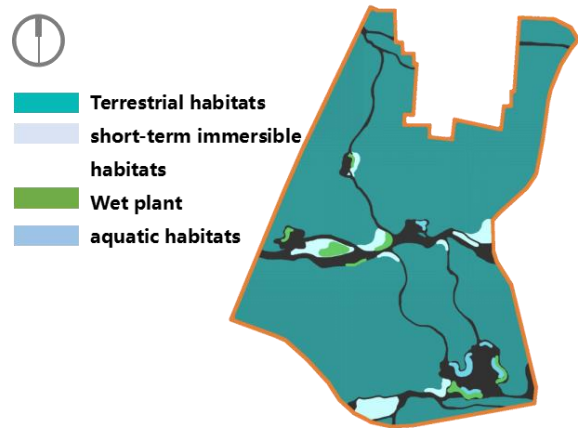 Terrestrial habitats
short-term immersible
habitats
Wet plant
aquatic habitats